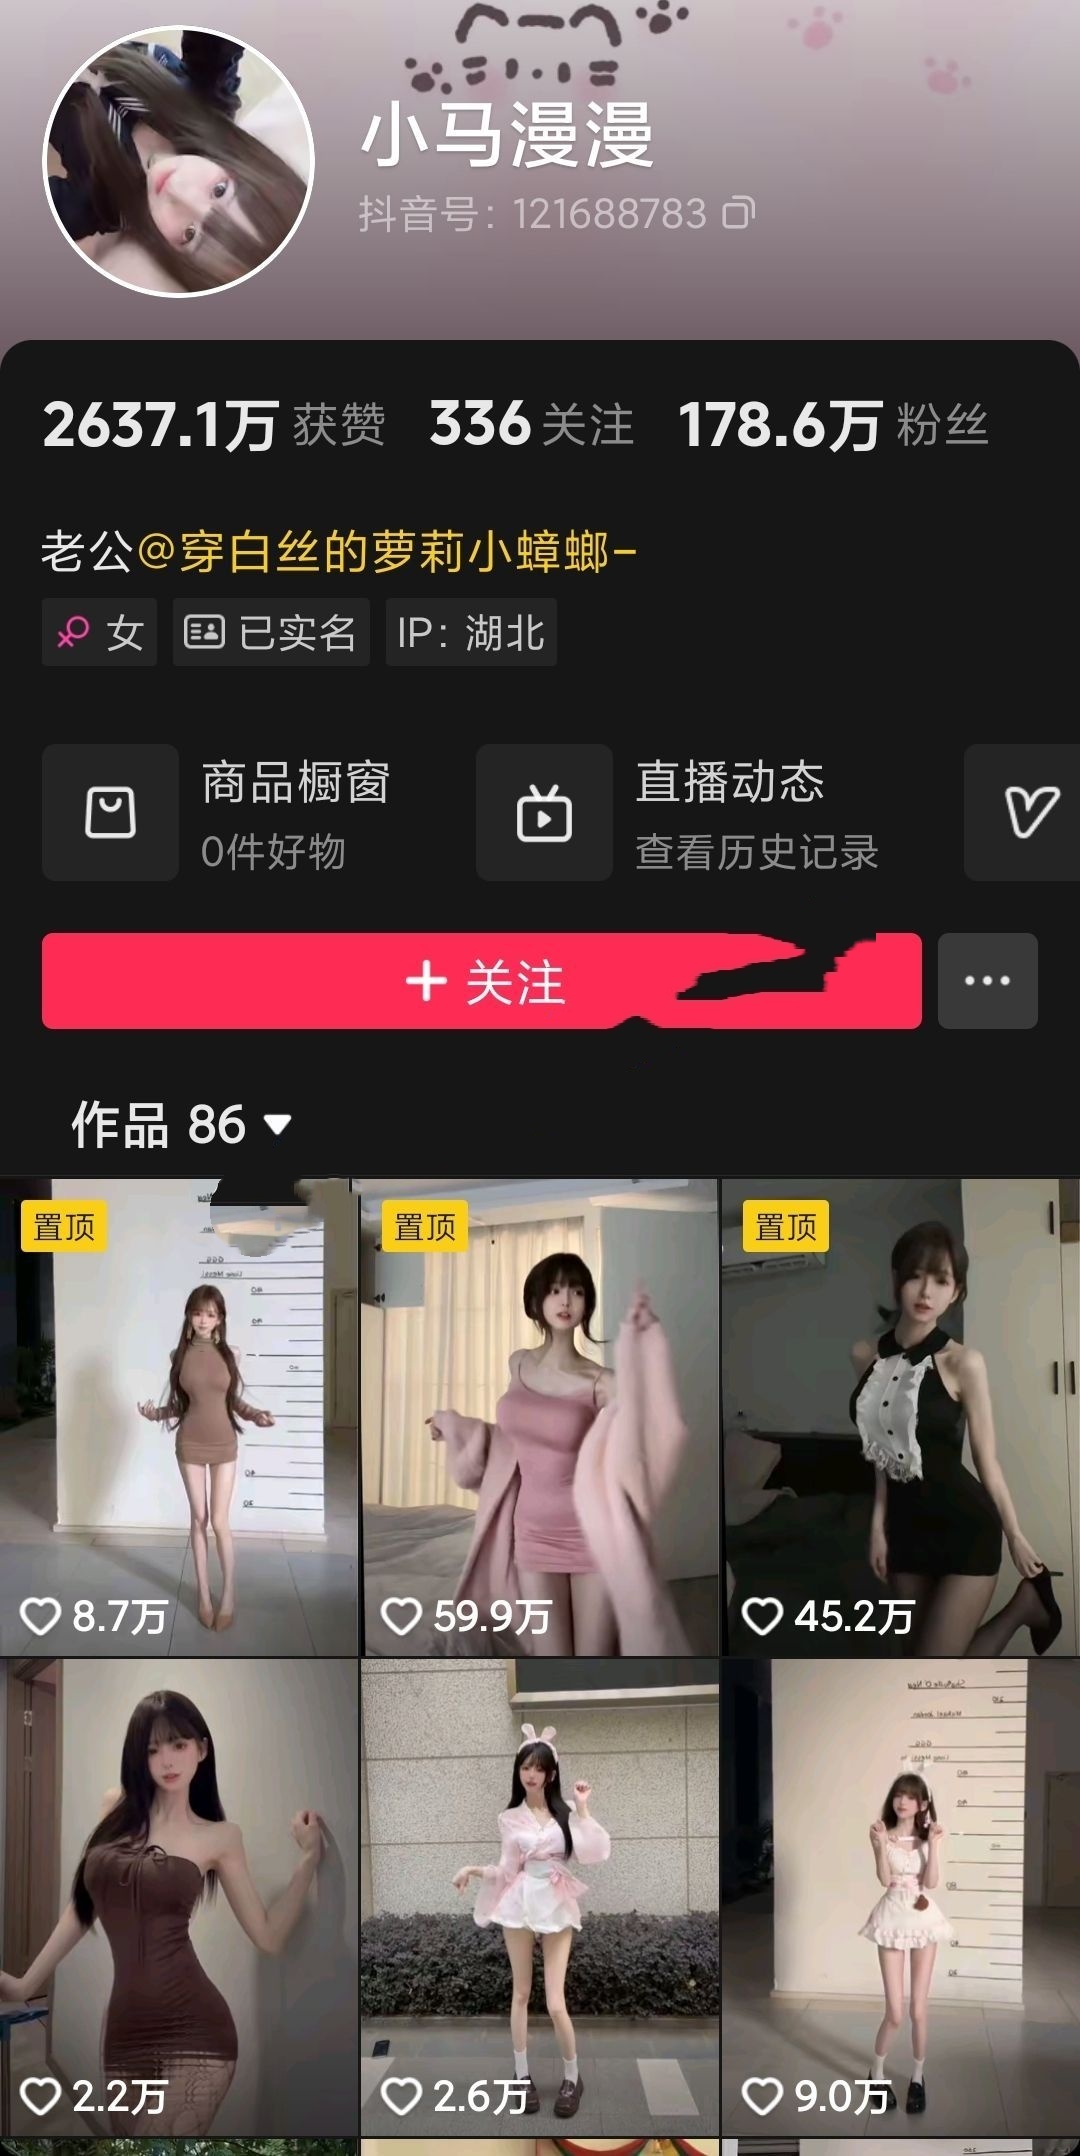 小马漫漫
抖音号：121688783
2637.1万 获赞 336 关注 178.6万 粉丝
老公@穿白丝的萝莉小蟑螂-
女 已实名 IP：湖北
商品橱窗 直播动态
0件好物 查看历史记录
+ 关注
作品 86
置顶 置顶 置顶
8.7万 59.9万 45.2万
2.2万 2.6万 9.0万